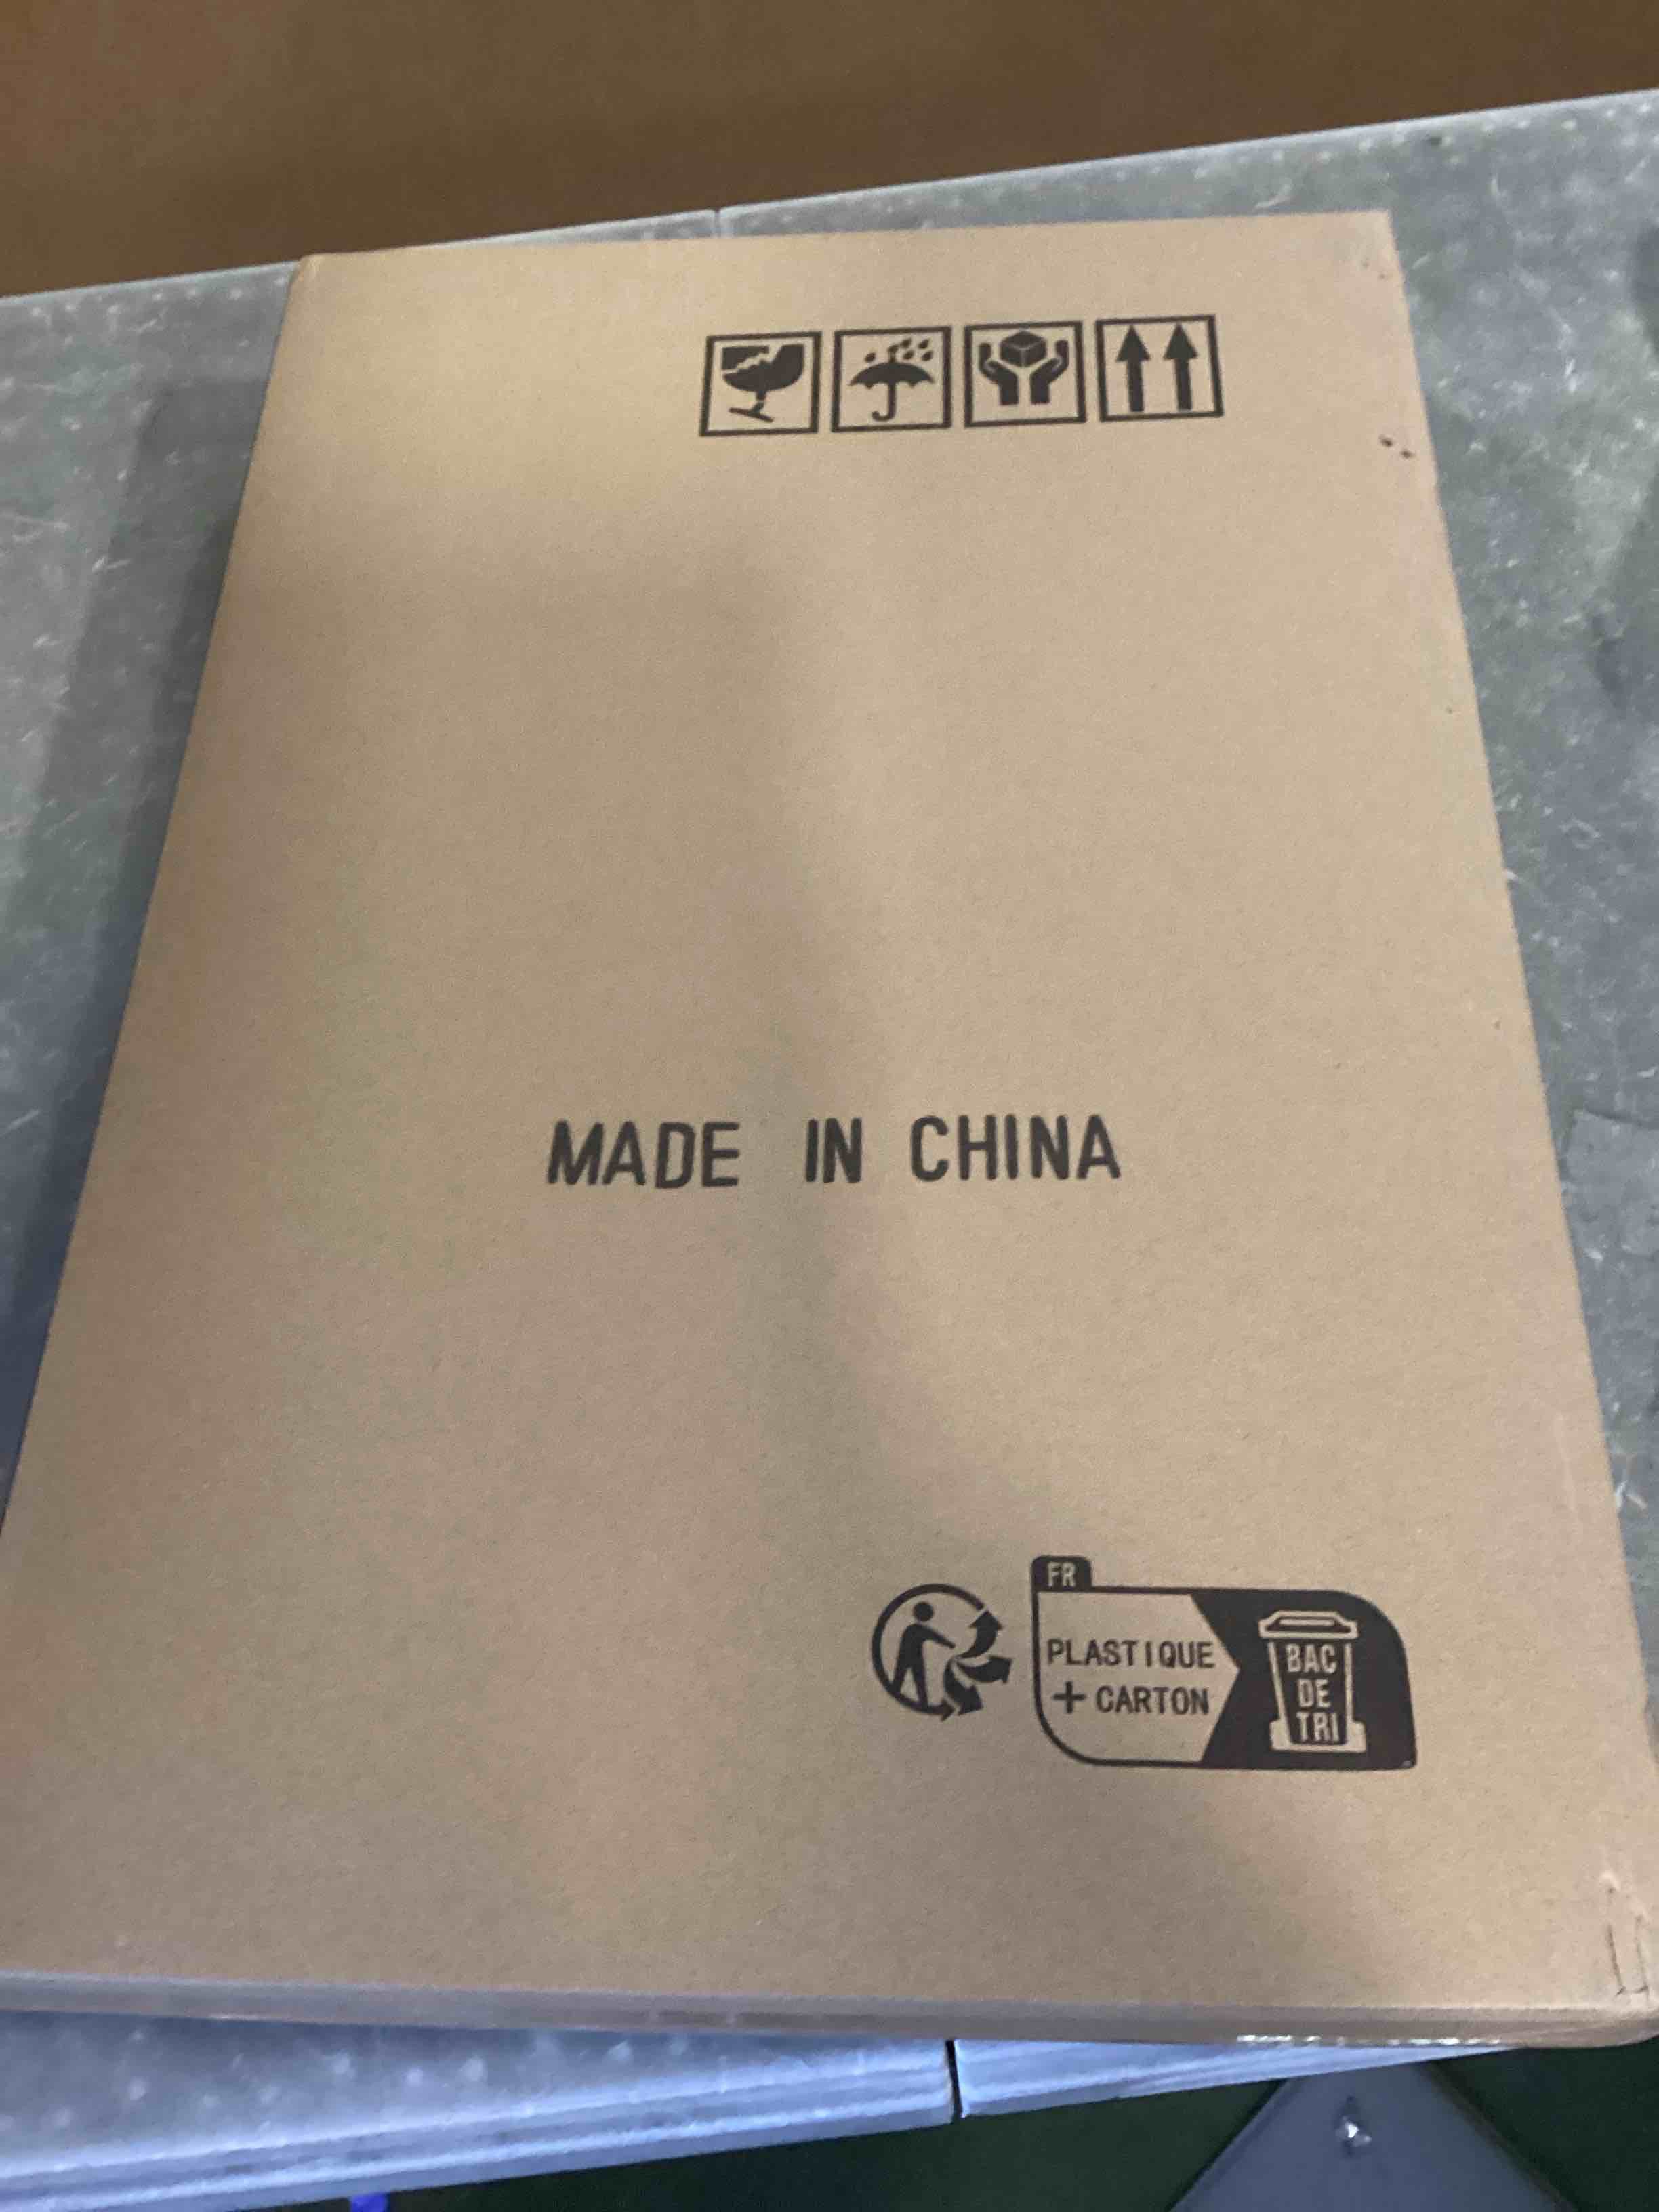 MADE IN CHINA
FR
PLASTIQUE
+ CARTON
BAC
DE
TRI